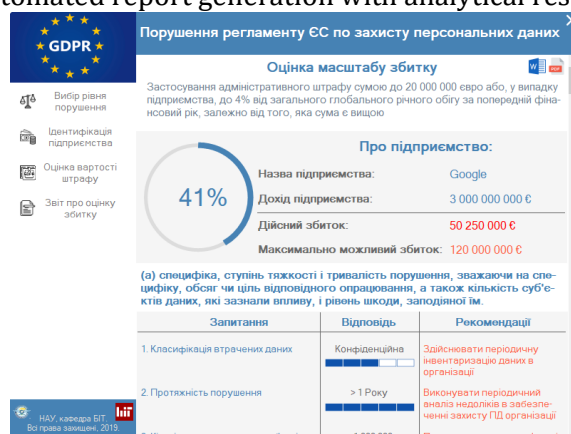 tomated report generation with analytical res
GDPR
Порушення регламенту ЄС по захисту персональних даних
Вибір рівня
порушення
Ідентифікація
підприємства
Оцінка вартості
штрафу
Звіт про оцінку
збитку
НАУ, кафедра БІТ.
Всі права захищені, 2019.
Оцінка масштабу збитку
Застосування адміністративного штрафу сумою до 20 000 000 євро або, у випадку
підприємства, до 4% від загального глобального річного обігу за попередній фіна-
нсовий рік, залежно від того, яка сума є вищою
41%
Про підприємство:
Назва підприємства: Google
Дохід підприємства: 3 000 000 000 €
Дійсний збиток: 50 250 000 €
Максимально можливий збиток: 120 000 000 €
(а) специфіка, ступінь тяжкості і тривалість порушення, зважаючи на спе-
цифіку, обсяг чи ціль відповідного опрацювання, а також кількість суб'є-
ктів даних, які зазнали впливу, і рівень шкоди, заподіяної їм.
Запитання Відповідь Рекомендації
1. Класифікація втрачених даних Конфіденційна Здійснювати періодичну
інвентаризацію даних в
організації
2. Протяжність порушення > 1 Року Виконувати періодичний
аналіз недоліків в забезпе-
ченні захисту ПД організації